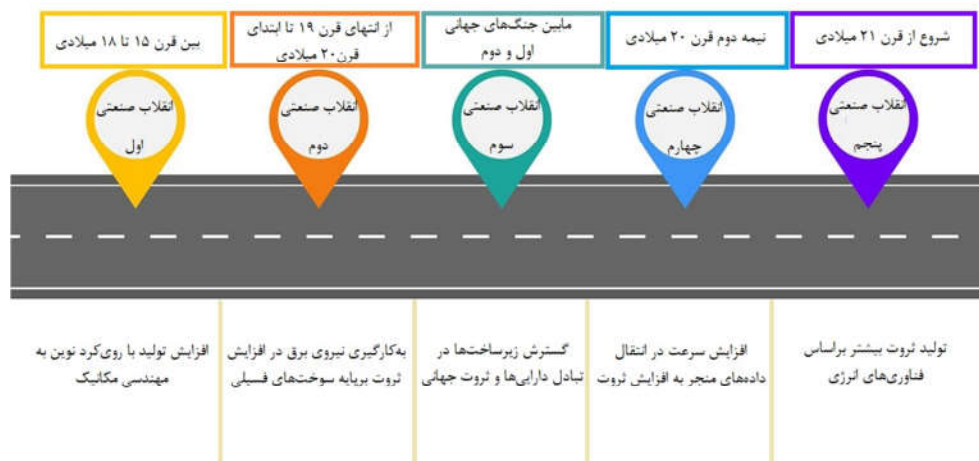 بین قرن ۱۵ تا ۱۸ میلادی
از انتهای قرن ۱۹ تا ابتدای
قرن۲۰ میلادی
مابین جنگ‌های جهانی
اول و دوم
نیمه دوم قرن ۲۰ میلادی
شروع از قرن ۲۱ میلادی
انقلاب صنعتی
اول
انقلاب صنعتی
دوم
انقلاب صنعتی
سوم
انقلاب صنعتی
چهارم
انقلاب صنعتی
پنجم
افزایش تولید با روی‌کرد نوین به
مهندسی مکانیک
به‌کارگیری نیروی برق در افزایش
ثروت برپایه سوخت‌های فسیلی
گسترش زیرساخت‌ها در
تبادل دارایی‌ها و ثروت جهانی
افزایش سرعت در انتقال
داده‌های منجر به افزایش ثروت
تولید ثروت بیشتر براساس
فناوری‌های انرژی